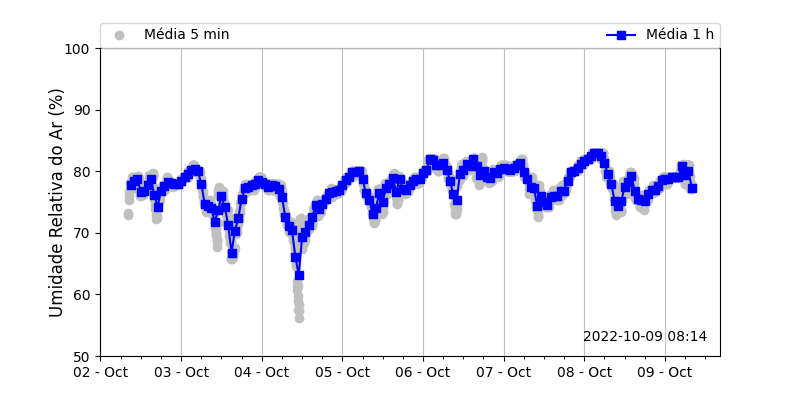 Média 5 min Média 1 h
Umidade Relativa do Ar (%)
100
90
80
70
60
50
2022-10-09 08:14
02 - Oct 03 - Oct 04 - Oct 05 - Oct 06 - Oct 07 - Oct 08 - Oct 09 - Oct